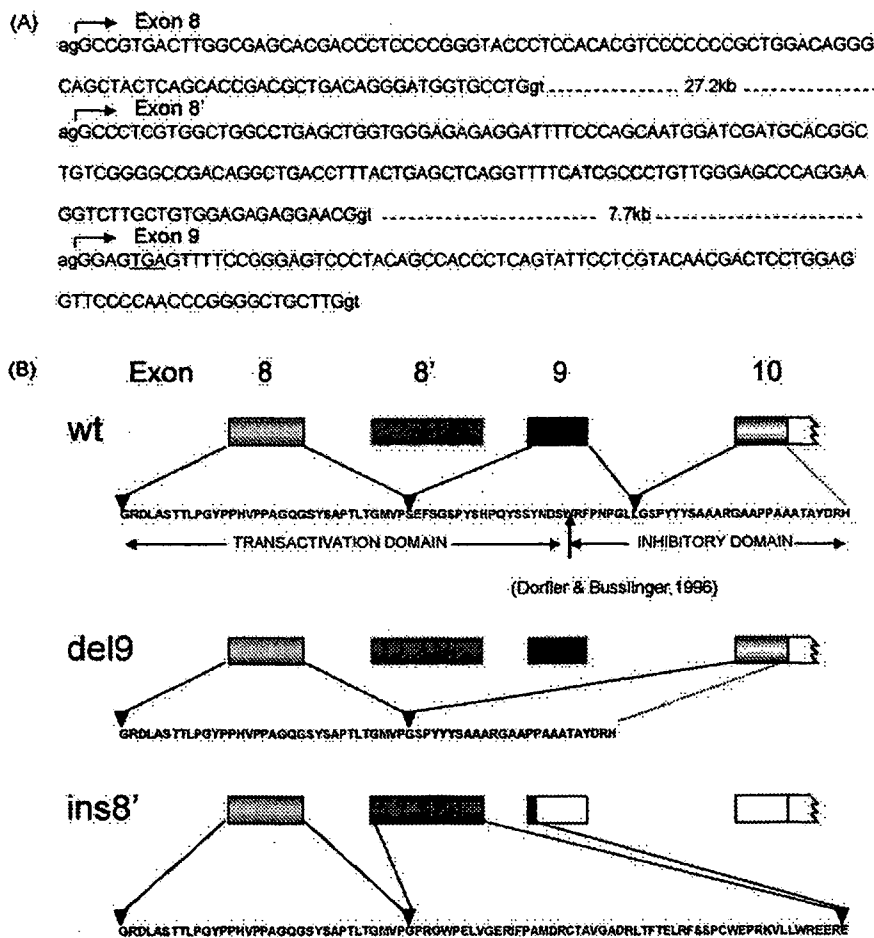 (A) Exon 8
agGCCGTGACTTGGCGAGCACGACCCTCCCCGGGTACCCTCCACACGTCCCCCCCGCTGGACAGGG
CAGCTACTCAGCACCGACGCTGACAGGGATGGTGCCTGgt 27.2kb
Exon 8'
agGCCCTCGTGGCTGGCCTGAGCTGGTGGGAGAGAGGATTTTCCCAGCAATGGATCGATGCACGGC
TGTCGGGGCCGACAGGCTGACCTTTACTGAGCTCAGGTTTTCATCGCCCTGTTGGGAGCCCAGGAA
GGTCTTGCTGTGGAGAGAGGAACGgt 7.7kb
Exon 9
agGGAGTGAGTTTTCCGGGAGTCCCTACAGCCACCCTCAGTATTCCTCGTACAACGACTCCTGGAG
GTTCCCCAACCCGGGGCTGCTTGgt
(B) Exon 8 8' 9 10
wt
GRDLASTTLPGYPPHVPPAGQGSYSAPTLTGMVPGSEFSGSPYSHPQYSSYNDSWRFPNPGLLGSPYYYSAAARGAAPPAAATAYDRH
TRANSACTIVATION DOMAIN INHIBITORY DOMAIN
(Dorfler & Busslinger, 1996)
del9
GRDLASTTLPGYPPHVPPAGQGSYSAPTLTGMVPGSPYYYSAAARGAAPPAAATAYDRH
ins8'
GRDLASTTLPGYPPHVPPAGQGSYSAPTLTGMVPGPRGWPELVGERIFPAMDRCTAVGADRLTFTELRFSSPCWEPRKVLLWREERE